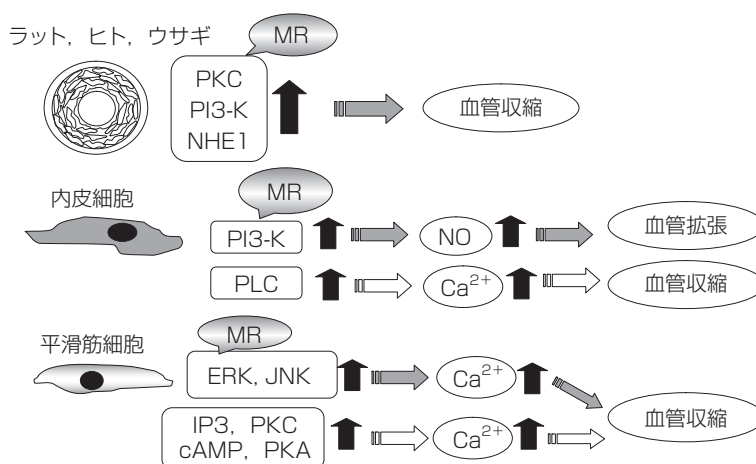 ラット，ヒト，ウサギ
MR
PKC
PI3-K
NHE1
血管収縮
内皮細胞
MR
PI3-K
NO
血管拡張
PLC
Ca²⁺
血管収縮
平滑筋細胞
MR
ERK, JNK
Ca²⁺
IP3，PKC
cAMP，PKA
Ca²⁺
血管収縮